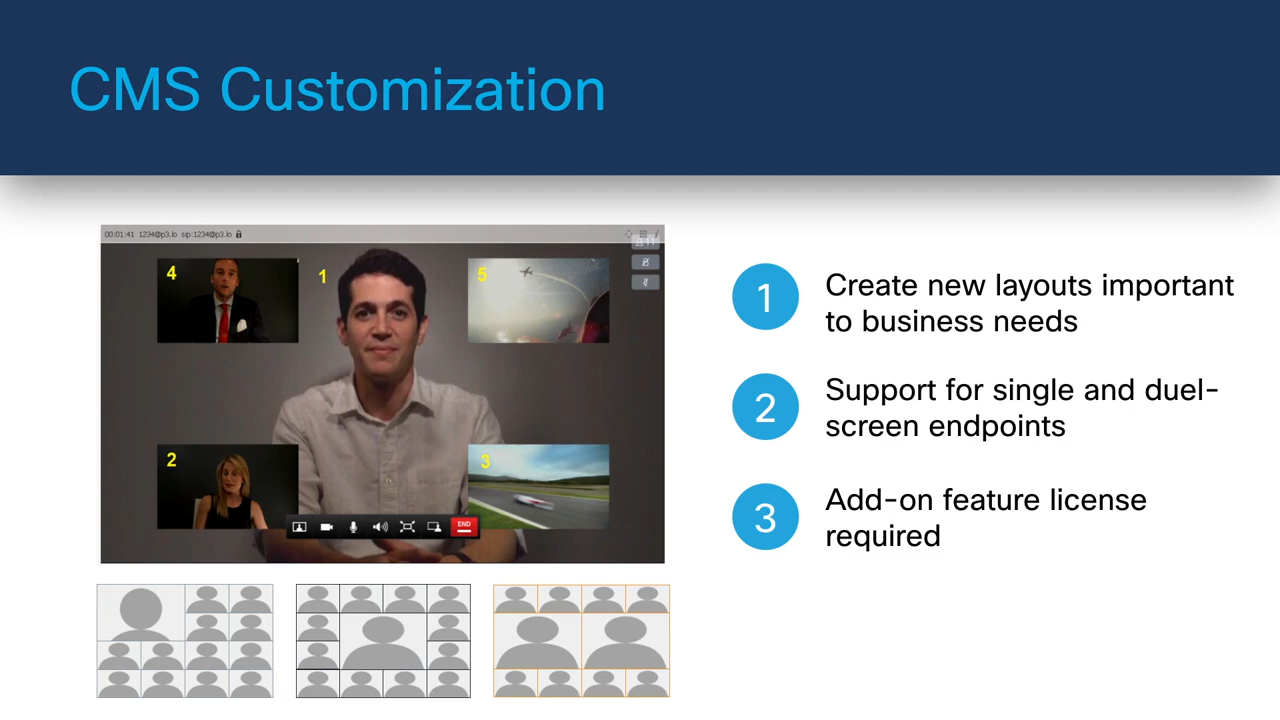 CMS Customization
00:01:41 1234@p3.lo sip:1234@p3.lo
4
1
5
2
3
END
1
Create new layouts important
to business needs
2
Support for single and duel-
screen endpoints
3
Add-on feature license
required